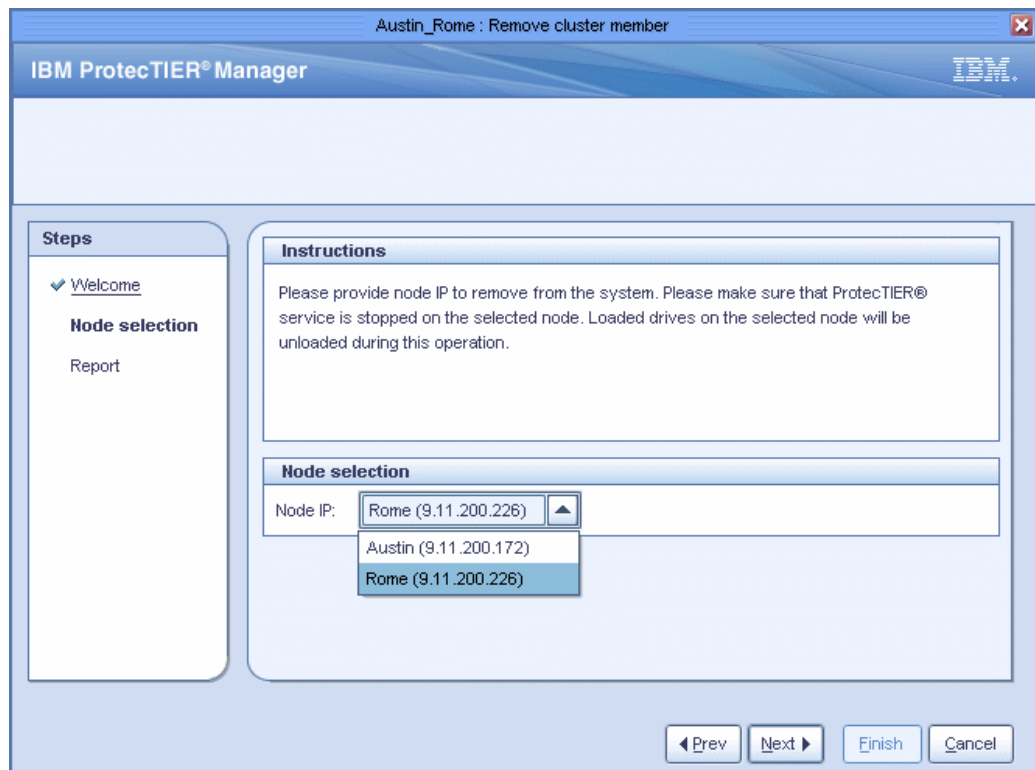 Austin_Rome : Remove cluster member
IBM ProtecTIER® Manager
IBM.
Steps
Welcome
Node selection
Report
Instructions
Please provide node IP to remove from the system. Please make sure that ProtecTIER®
service is stopped on the selected node. Loaded drives on the selected node will be
unloaded during this operation.
Node selection
Node IP: Rome (9.11.200.226)
Austin (9.11.200.172)
Rome (9.11.200.226)
Prev Next Finish Cancel